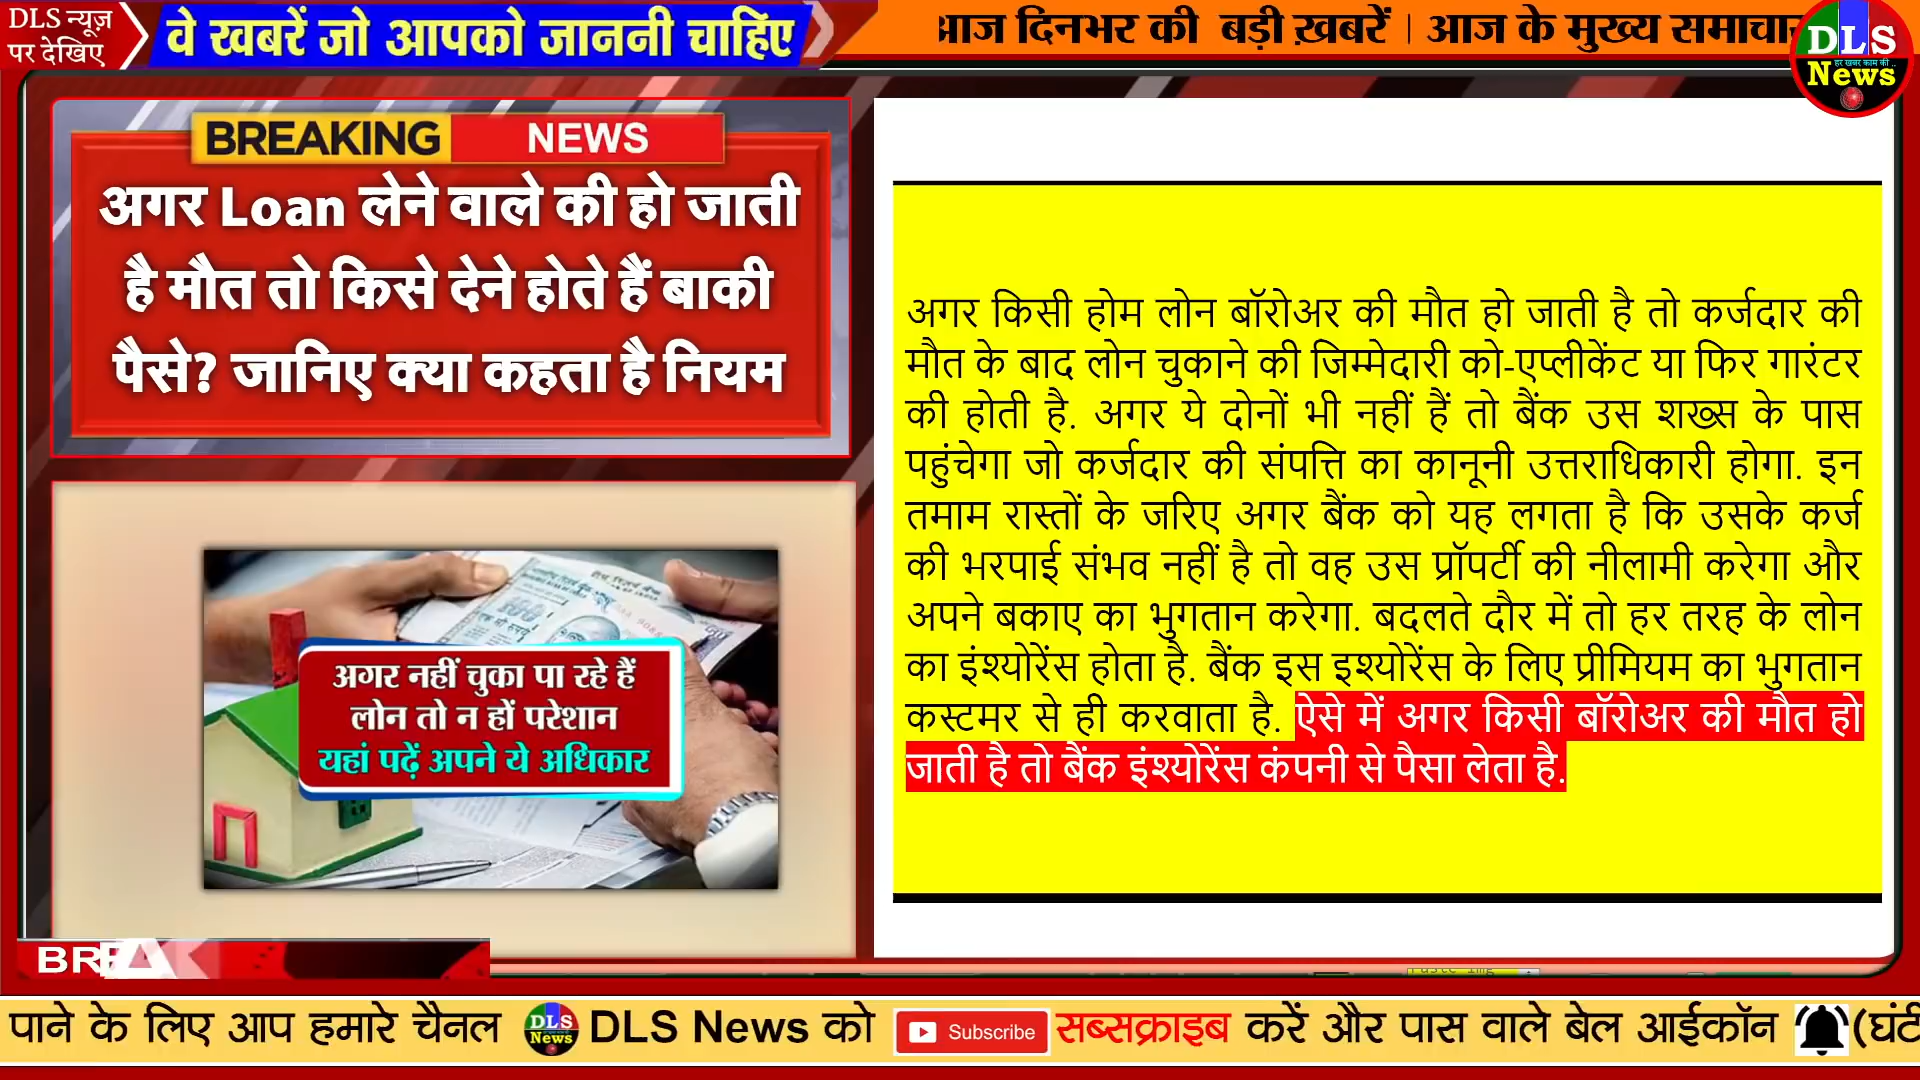 DLS न्यूज़
पर देखिए
वे खबरें जो आपको जाननी चाहिंए
आज दिनभर की बड़ी ख़बरें | आज के मुख्य समाचार
DLS
हर खबर काम की ..
News
BREAKING NEWS
अगर Loan लेने वाले की हो जाती
है मौत तो किसे देने होते हैं बाकी
पैसे? जानिए क्या कहता है नियम
अगर नहीं चुका पा रहे हैं
लोन तो न हों परेशान
यहां पढ़ें अपने ये अधिकार
अगर किसी होम लोन बॉरोअर की मौत हो जाती है तो कर्जदार की
मौत के बाद लोन चुकाने की जिम्मेदारी को-एप्लीकेंट या फिर गारंटर
की होती है. अगर ये दोनों भी नहीं हैं तो बैंक उस शख्स के पास
पहुंचेगा जो कर्जदार की संपत्ति का कानूनी उत्तराधिकारी होगा. इन
तमाम रास्तों के जरिए अगर बैंक को यह लगता है कि उसके कर्ज
की भरपाई संभव नहीं है तो वह उस प्रॉपर्टी की नीलामी करेगा और
अपने बकाए का भुगतान करेगा. बदलते दौर में तो हर तरह के लोन
का इंश्योरेंस होता है. बैंक इस इश्योरेंस के लिए प्रीमियम का भुगतान
कस्टमर से ही करवाता है. ऐसे में अगर किसी बॉरोअर की मौत हो
जाती है तो बैंक इंश्योरेंस कंपनी से पैसा लेता है.
पाने के लिए आप हमारे चैनल DLS News DLS News को Subscribe सब्सक्राइब करें और पास वाले बेल आईकॉन (घंटी